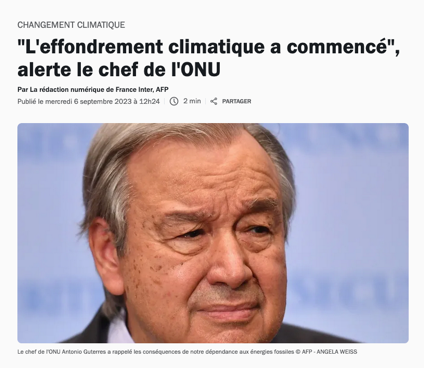 CHANGEMENT CLIMATIQUE
"L'effondrement climatique a commencé",
alerte le chef de l'ONU
Par La rédaction numérique de France Inter, AFP
Publié le mercredi 6 septembre 2023 à 12h24
2 min
PARTAGER
Le chef de l'ONU Antonio Guterres a rappelé les conséquences de notre dépendance aux énergies fossiles © AFP - ANGELA WEISS